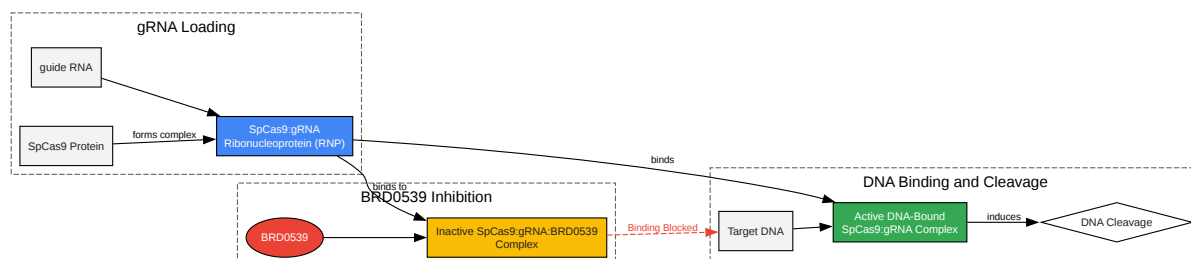 gRNA Loading
guide RNA
SpCas9 Protein
forms complex
SpCas9:gRNA
Ribonucleoprotein (RNP)
binds
binds to
BRD0539 Inhibition
BRD0539
Inactive SpCas9:gRNA:BRD0539
Complex
Binding Blocked
DNA Binding and Cleavage
Target DNA
Active DNA-Bound
SpCas9:gRNA Complex
induces
DNA Cleavage